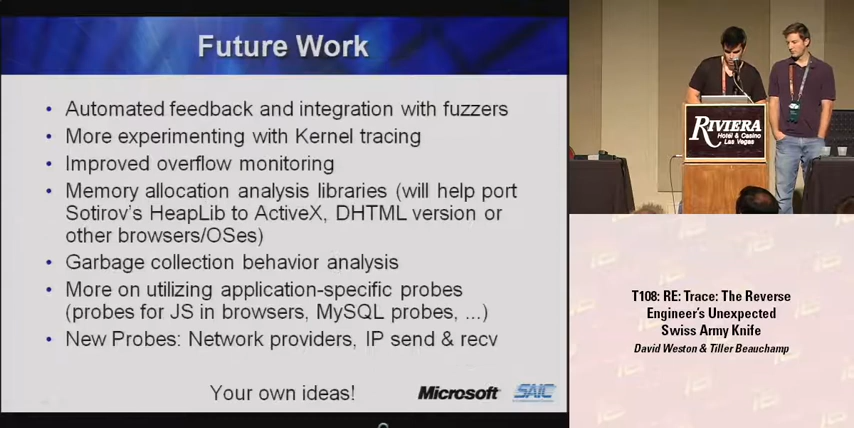 Future Work
• Automated feedback and integration with fuzzers
• More experimenting with Kernel tracing
• Improved overflow monitoring
• Memory allocation analysis libraries (will help port
Sotirov's HeapLib to ActiveX, DHTML version or
other browsers/OSes)
• Garbage collection behavior analysis
• More on utilizing application-specific probes
(probes for JS in browsers, MySQL probes, ...)
• New Probes: Network providers, IP send & recv
Your own ideas!
Microsoft
SAIC
RIVIERA
Hotel & Casino
Las Vegas
T108: RE: Trace: The Reverse
Engineer's Unexpected
Swiss Army Knife
David Weston & Tiller Beauchamp